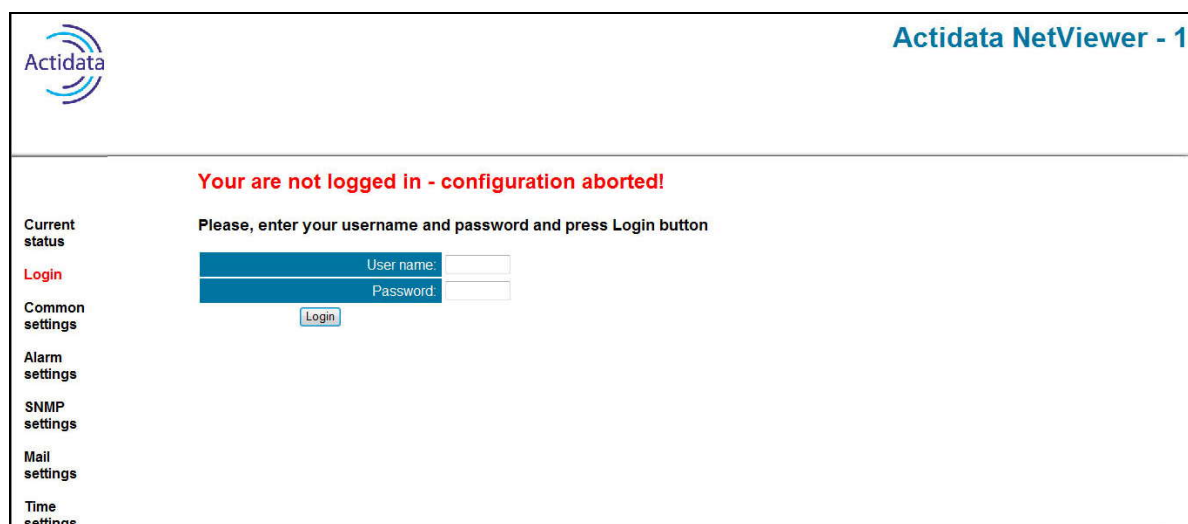 Actidata
Actidata NetViewer - 1
Your are not logged in - configuration aborted!
Please, enter your username and password and press Login button
User name:
Password:
Login
Current
status
Login
Common
settings
Alarm
settings
SNMP
settings
Mail
settings
Time
settings